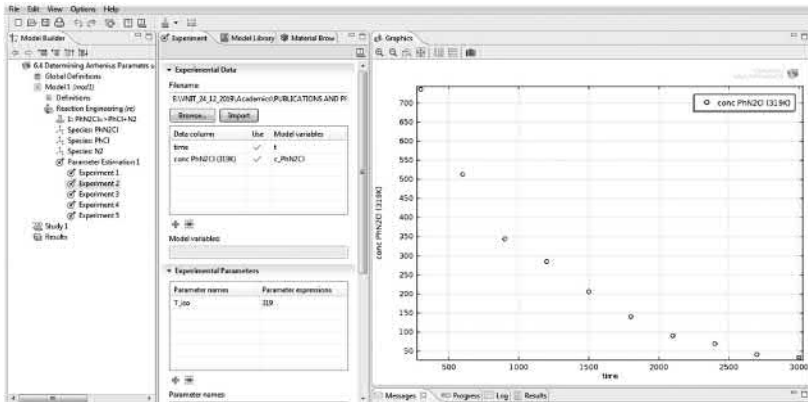 File Edit View Options Help
Model Builder
6.4 Determining Arrhenius Parametrs u
Global Definitions
Model 1 (mod1)
Definitions
Reaction Engineering (re)
1: PhN2Cl=>PhCl+N2
Species: PhN2Cl
Species: PhCl
Species: N2
Parameter Estimation 1
Experiment 1
Experiment 2
Experiment 3
Experiment 4
Experiment 5
Study 1
Results
Experiment Model Library Material Brow
Experimental Data
Filename:
Browse... Import
Data column Use Model variables
time t
conc PhN2Cl (319K) c_PhN2Cl
Model variables:
Experimental Parameters
Parameter names Parameter expressions
T_iso 319
Parameter names:
Graphics
conc PhN2Cl (319K)
700
650
600
550
500
450
400
350
300
250
200
150
100
50
conc PhN2Cl (319K)
500 1000 1500 2000 2500 3000
time
Messages Progress Log Results